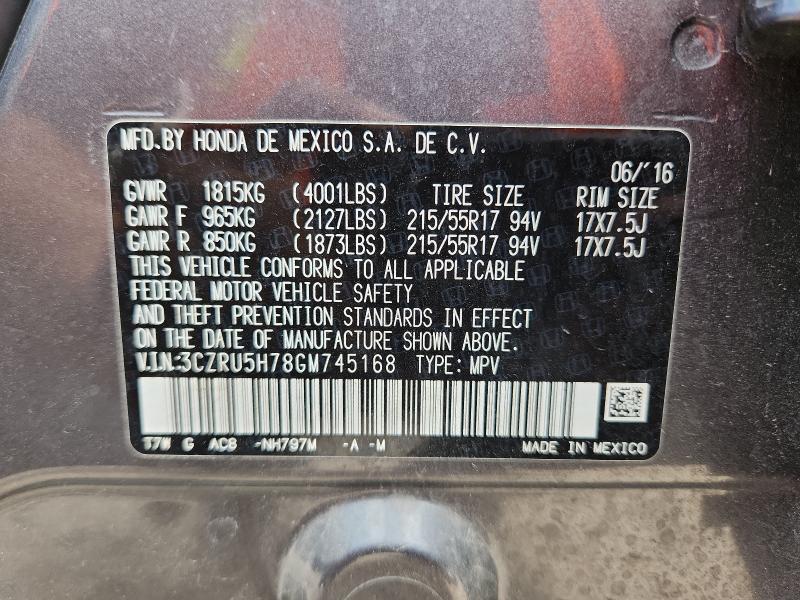 MFD.BY HONDA DE MEXICO S.A. DE C.V.
06/'16
GVWR 1815KG (4001LBS) TIRE SIZE RIM SIZE
GAWR F 965KG (2127LBS) 215/55R17 94V 17X7.5J
GAWR R 850KG (1873LBS) 215/55R17 94V 17X7.5J
THIS VEHICLE CONFORMS TO ALL APPLICABLE
FEDERAL MOTOR VEHICLE SAFETY
AND THEFT PREVENTION STANDARDS IN EFFECT
ON THE DATE OF MANUFACTURE SHOWN ABOVE.
V.I.N:3CZRU5H78GM745168 TYPE: MPV
T7W G AC8 -NH797M -A -M MADE IN MEXICO